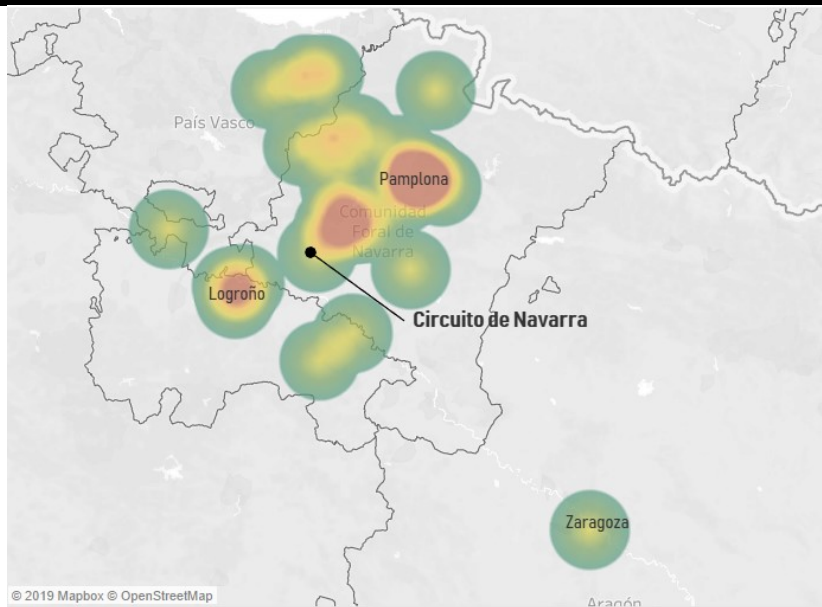 País Vasco
Pamplona
Comunidad
Foral de
Navarra
Logroño
Circuito de Navarra
Zaragoza
© 2019 Mapbox © OpenStreetMap
Aragón